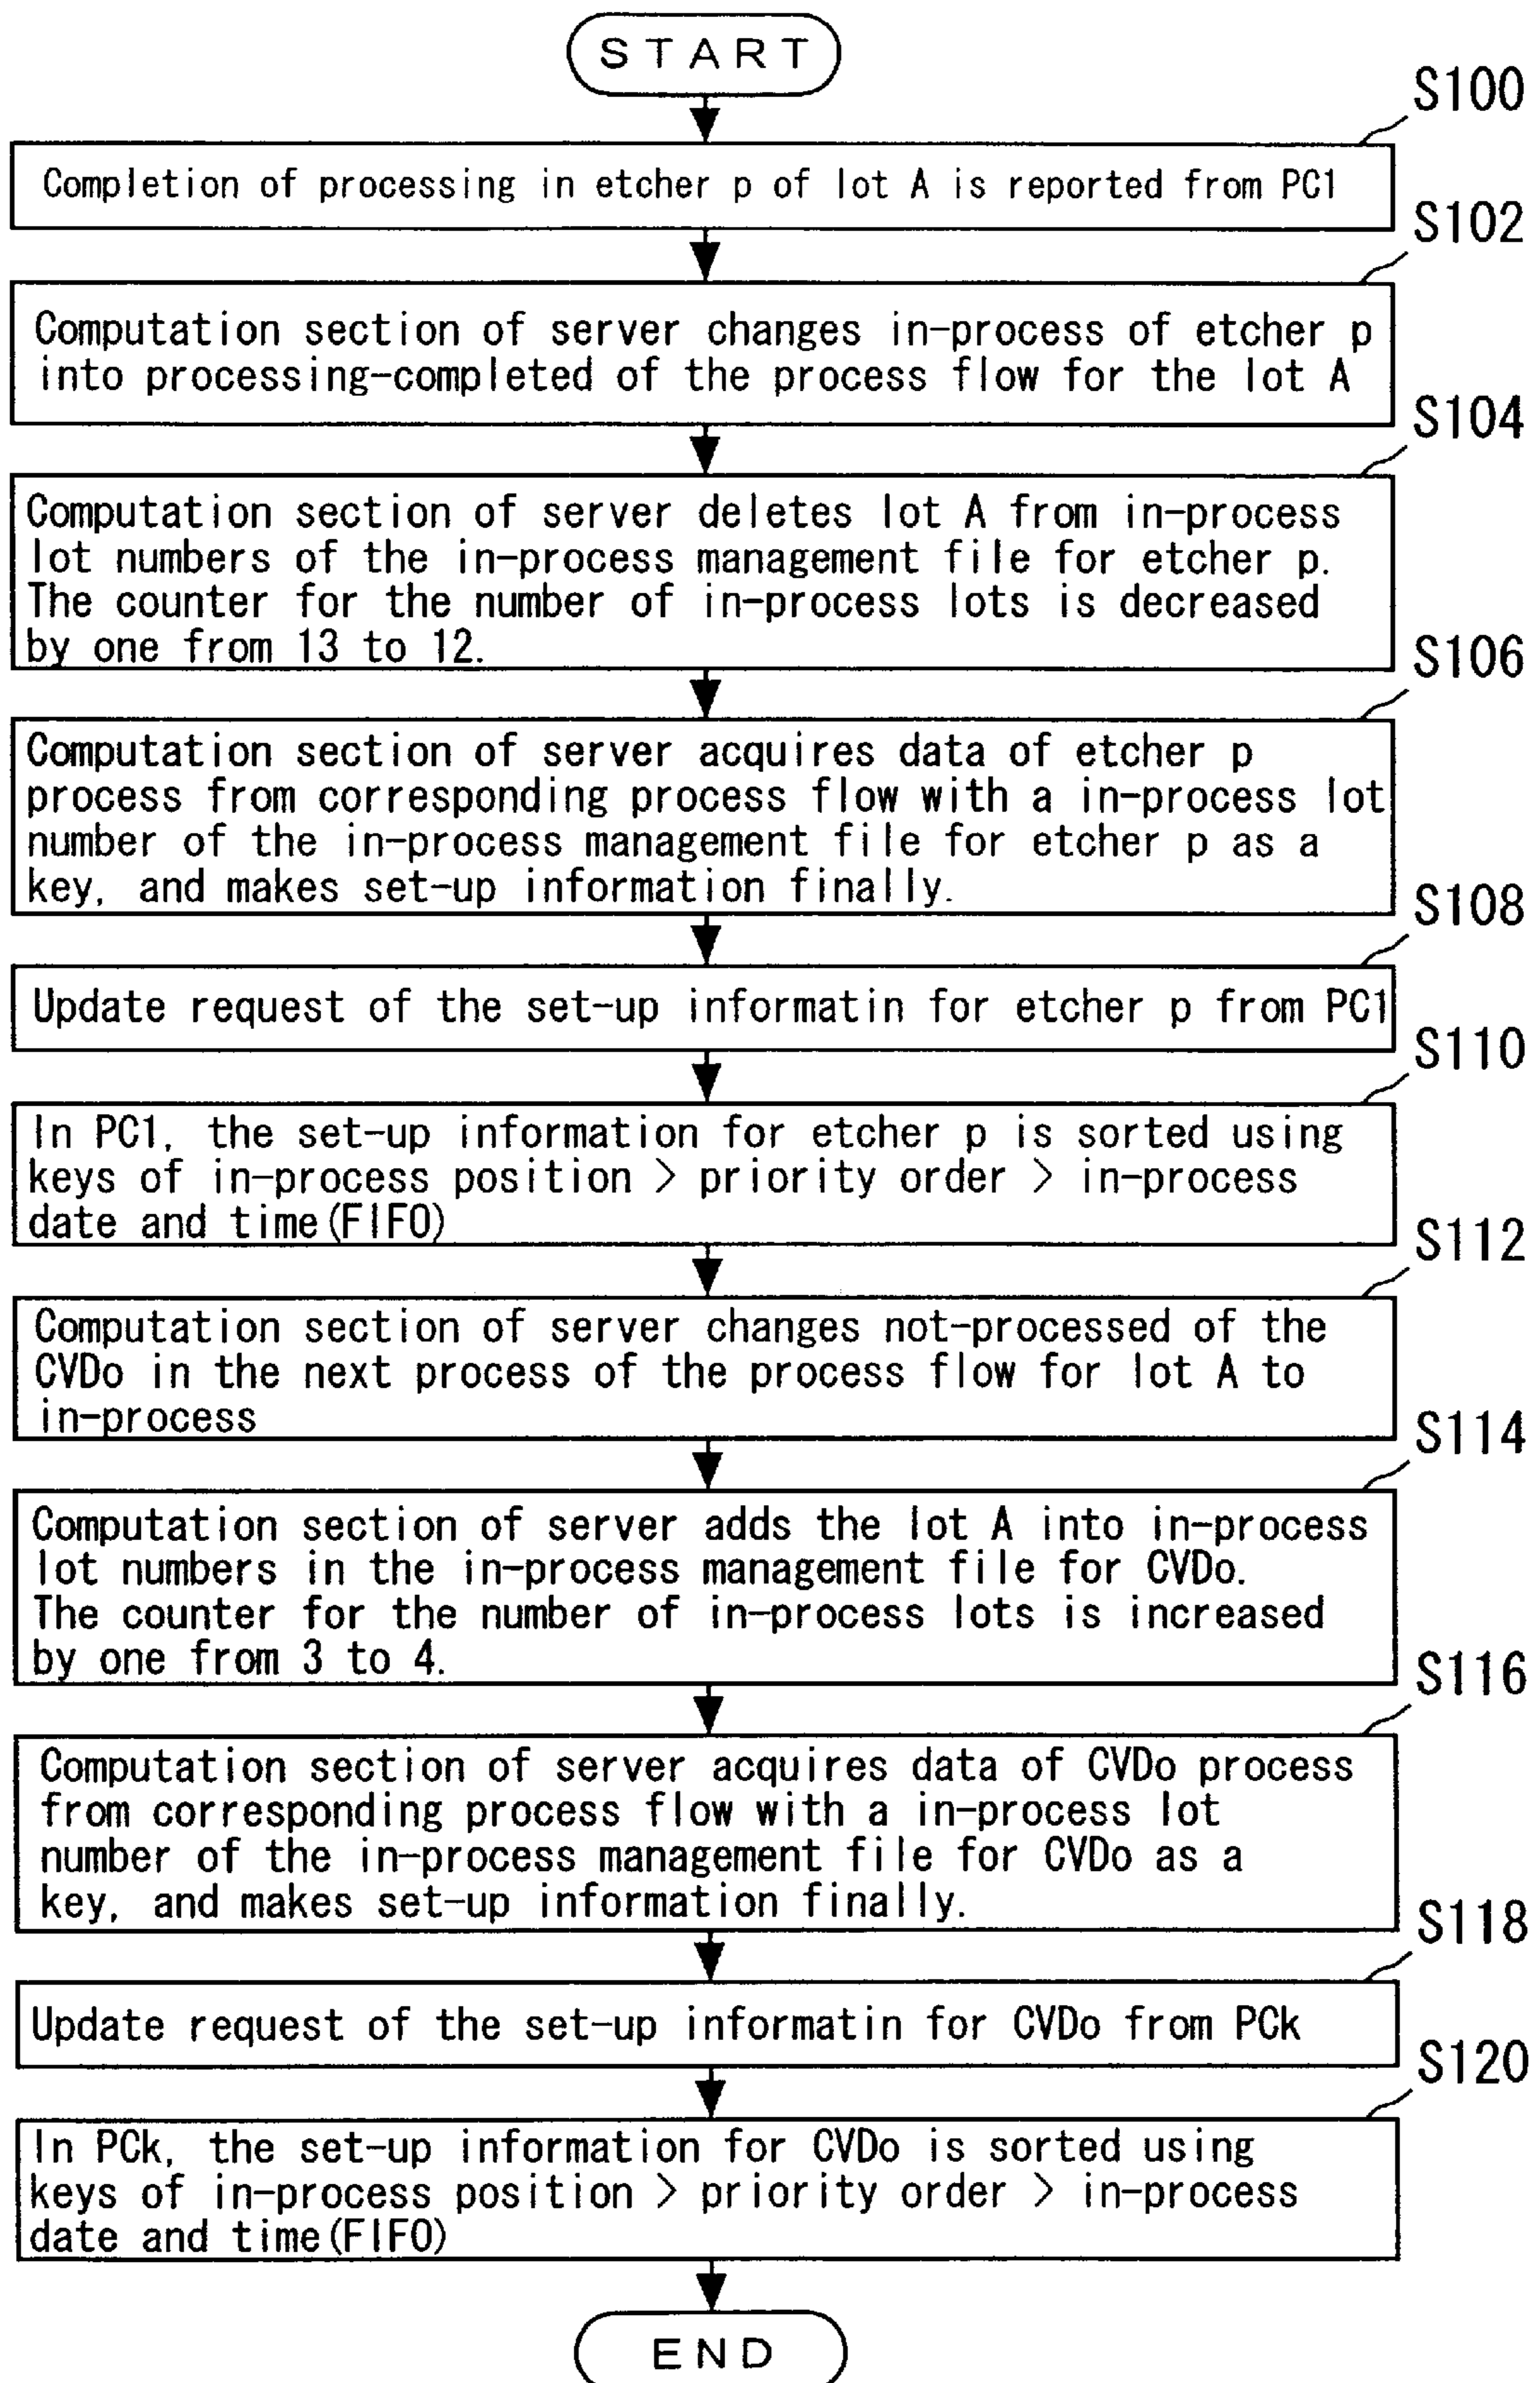 START
S100
Completion of processing in etcher p of lot A is reported from PC1
S102
Computation section of server changes in-process of etcher p
into processing-completed of the process flow for the lot A
S104
Computation section of server deletes lot A from in-process
lot numbers of the in-process management file for etcher p.
The counter for the number of in-process lots is decreased
by one from 13 to 12.
S106
Computation section of server acquires data of etcher p
process from corresponding process flow with a in-process lot
number of the in-process management file for etcher p as a
key, and makes set-up information finally.
S108
Update request of the set-up informatin for etcher p from PC1
S110
In PC1, the set-up information for etcher p is sorted using
keys of in-process position > priority order > in-process
date and time(FIFO)
S112
Computation section of server changes not-processed of the
CVDo in the next process of the process flow for lot A to
in-process
S114
Computation section of server adds the lot A into in-process
lot numbers in the in-process management file for CVDo.
The counter for the number of in-process lots is increased
by one from 3 to 4.
S116
Computation section of server acquires data of CVDo process
from corresponding process flow with a in-process lot
number of the in-process management file for CVDo as a
key, and makes set-up information finally.
S118
Update request of the set-up informatin for CVDo from PCk
S120
In PCk, the set-up information for CVDo is sorted using
keys of in-process position > priority order > in-process
date and time(FIFO)
END